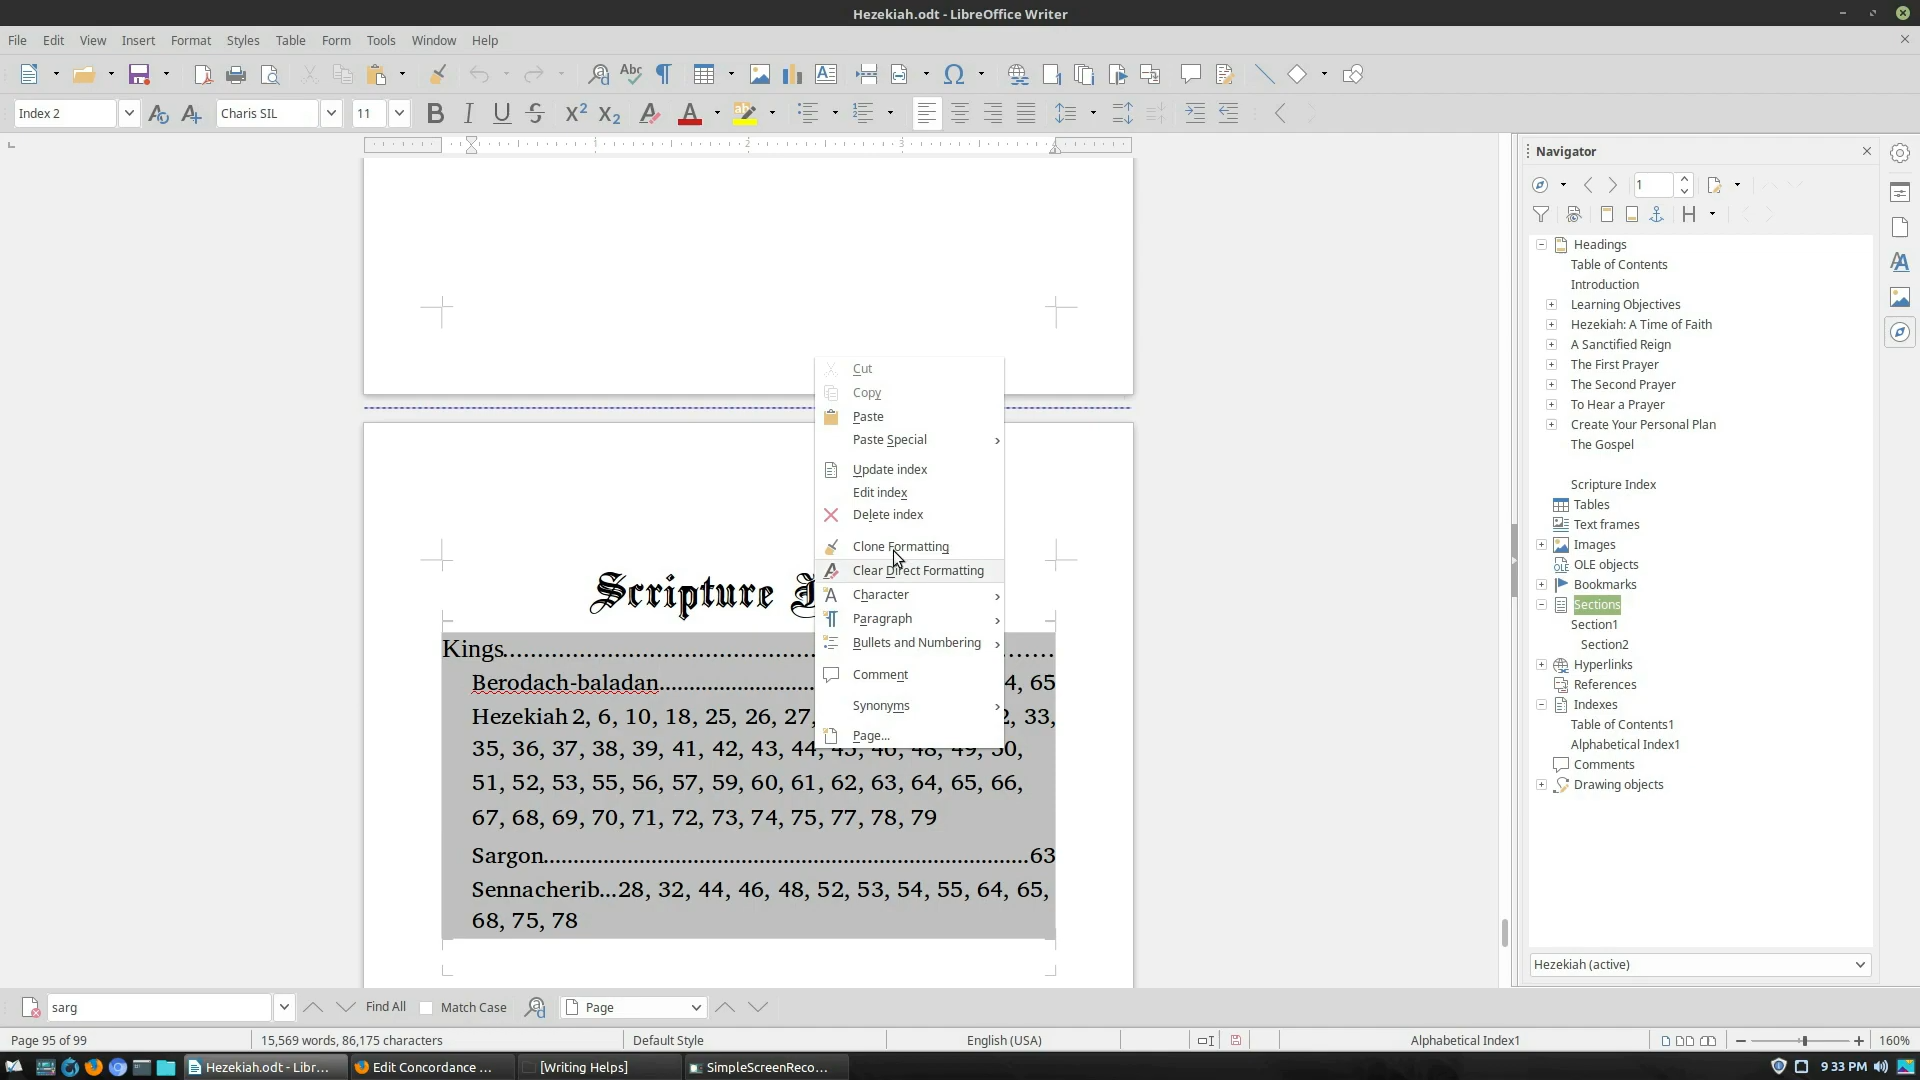 Hezekiah.odt - LibreOffice Writer
File Edit View Insert Format Styles Table Form Tools Window Help
Index 2 Charis SIL 11
1 2 3
Navigator
1
Headings
Table of Contents
Introduction
Learning Objectives
Hezekiah: A Time of Faith
A Sanctified Reign
The First Prayer
The Second Prayer
To Hear a Prayer
Create Your Personal Plan
The Gospel
Scripture Index
Tables
Text frames
Images
OLE objects
Bookmarks
Sections
Section1
Section2
Hyperlinks
References
Indexes
Table of Contents1
Alphabetical Index1
Comments
Drawing objects
Hezekiah (active)
Cut
Copy
Paste
Paste Special
Update index
Edit index
Delete index
Clone Formatting
Clear Direct Formatting
Character
Paragraph
Bullets and Numbering
Comment
Synonyms
Page...
Scripture
Kings
Berodach-baladan 4, 65
Hezekiah 2, 6, 10, 18, 25, 26, 27, 33,
35, 36, 37, 38, 39, 41, 42, 43, 44, 45, 46, 48, 49, 50,
51, 52, 53, 55, 56, 57, 59, 60, 61, 62, 63, 64, 65, 66,
67, 68, 69, 70, 71, 72, 73, 74, 75, 77, 78, 79
Sargon 63
Sennacherib...28, 32, 44, 46, 48, 52, 53, 54, 55, 64, 65,
68, 75, 78
sarg Find All Match Case Page
Page 95 of 99 15,569 words, 86,175 characters Default Style English (USA) Alphabetical Index1 160%
Hezekiah.odt - Libr... Edit Concordance ... [Writing Helps] SimpleScreenReco... 9:33 PM